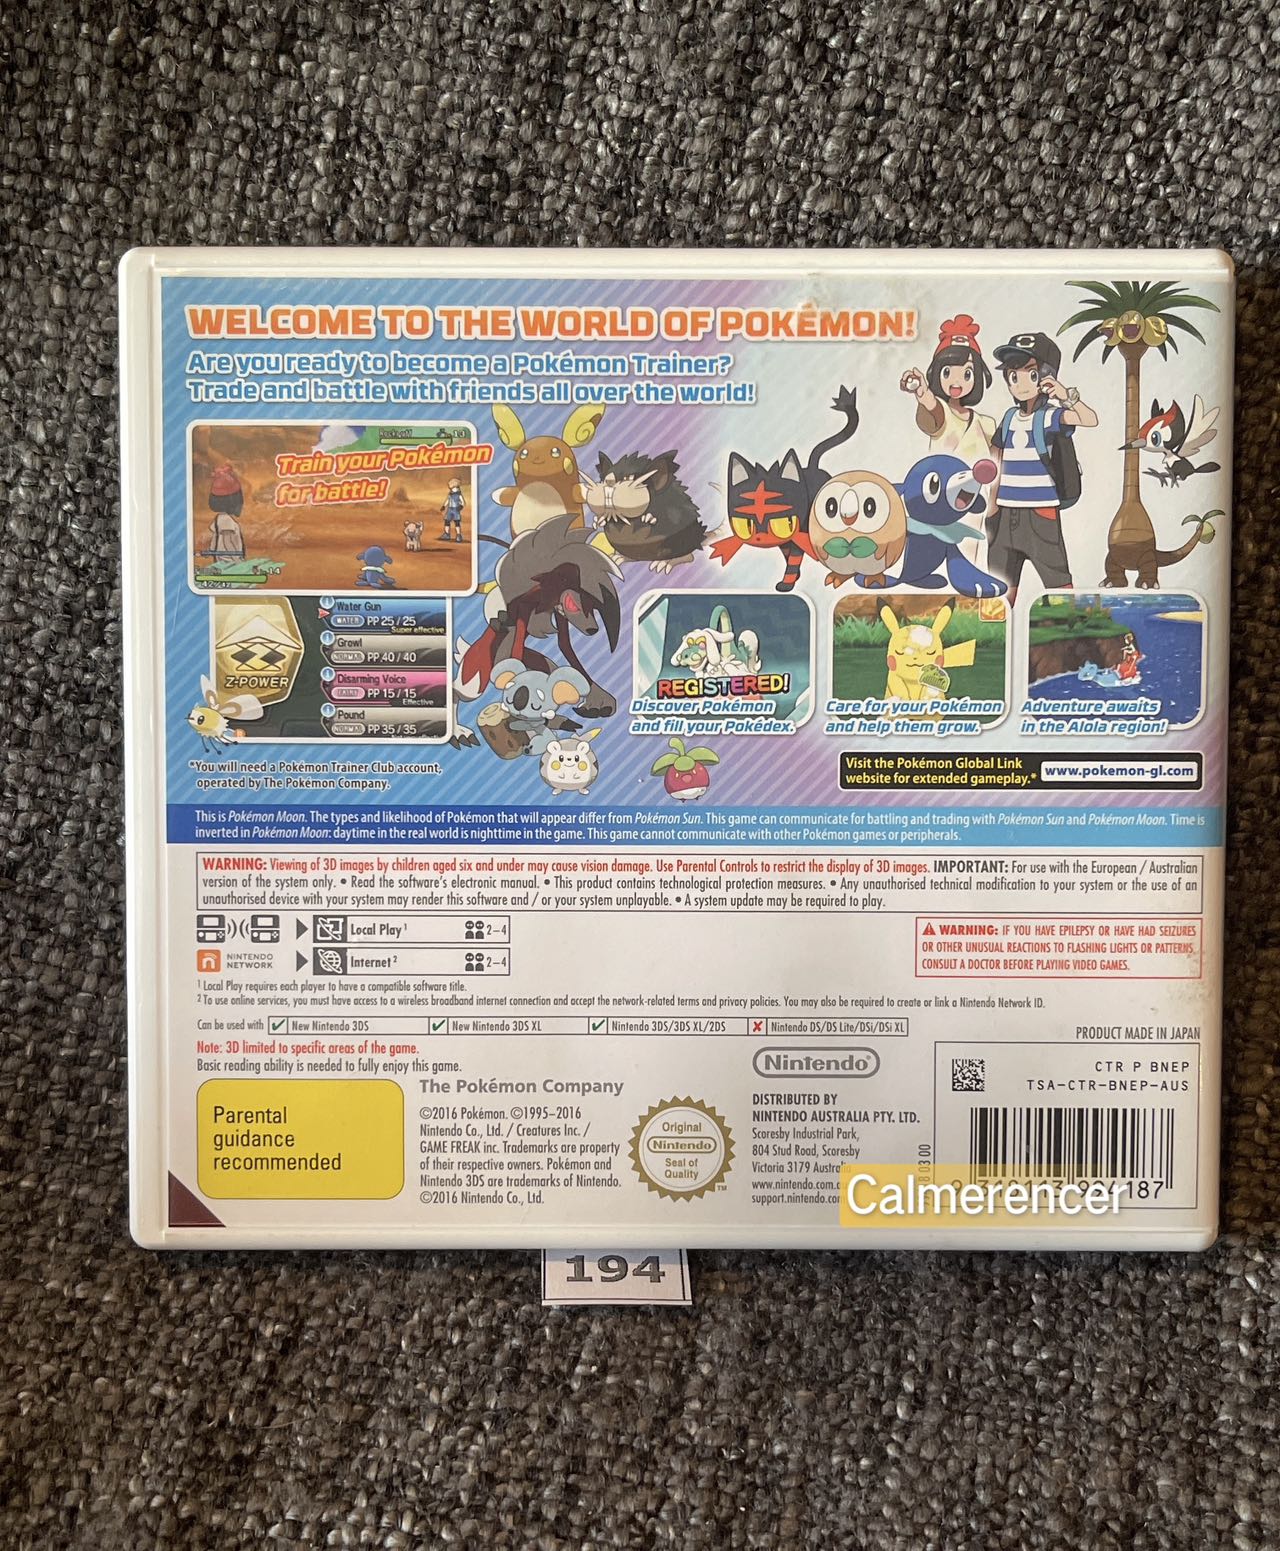 WELCOME TO THE WORLD OF POKÉMON!
Are you ready to become a Pokémon Trainer?
Trade and battle with friends all over the world!
Train your Pokémon
for battle!
Water Gun
WATER PP 25/25
Super effective
Growl
NORMAL PP 40/40
Disarming Voice
FAIRY PP 15/15
Effective
Pound
NORMAL PP 35/35
Z-POWER
REGISTERED!
Discover Pokémon
and fill your Pokédex.
Care for your Pokémon
and help them grow.
Adventure awaits
in the Alola region!
*You will need a Pokémon Trainer Club account,
operated by The Pokémon Company.
Visit the Pokémon Global Link
website for extended gameplay.*
www.pokemon-gl.com
This is Pokémon Moon. The types and likelihood of Pokémon that will appear differ from Pokémon Sun. This game can communicate for battling and trading with Pokémon Sun and Pokémon Moon. Time is
inverted in Pokémon Moon: daytime in the real world is nighttime in the game. This game cannot communicate with other Pokémon games or peripherals.
WARNING: Viewing of 3D images by children aged six and under may cause vision damage. Use Parental Controls to restrict the display of 3D images. IMPORTANT: For use with the European / Australian
version of the system only. • Read the software's electronic manual. • This product contains technological protection measures. • Any unauthorised technical modification to your system or the use of an
unauthorised device with your system may render this software and / or your system unplayable. • A system update may be required to play.
Local Play¹ 2-4
NINTENDO
NETWORK
Internet² 2-4
WARNING: IF YOU HAVE EPILEPSY OR HAVE HAD SEIZURES
OR OTHER UNUSUAL REACTIONS TO FLASHING LIGHTS OR PATTERNS,
CONSULT A DOCTOR BEFORE PLAYING VIDEO GAMES.
¹ Local Play requires each player to have a compatible software title.
² To use online services, you must have access to a wireless broadband internet connection and accept the network-related terms and privacy policies. You may also be required to create or link a Nintendo Network ID.
Can be used with ✓ New Nintendo 3DS ✓ New Nintendo 3DS XL ✓ Nintendo 3DS/3DS XL/2DS ✗ Nintendo DS/DS Lite/DSi/DSi XL
PRODUCT MADE IN JAPAN
Note: 3D limited to specific areas of the game.
Basic reading ability is needed to fully enjoy this game.
Parental
guidance
recommended
The Pokémon Company
©2016 Pokémon. ©1995–2016
Nintendo Co., Ltd. / Creatures Inc. /
GAME FREAK inc. Trademarks are property
of their respective owners. Pokémon and
Nintendo 3DS are trademarks of Nintendo.
©2016 Nintendo Co., Ltd.
Original
Nintendo
Seal of
Quality
TM
Nintendo®
DISTRIBUTED BY
NINTENDO AUSTRALIA PTY. LTD.
Scoresby Industrial Park,
804 Stud Road, Scoresby
Victoria 3179
www.nintendo.com
support.nintendo.com
CTR P BNEP
TSA-CTR-BNEP-AUS
Calmerencer
194